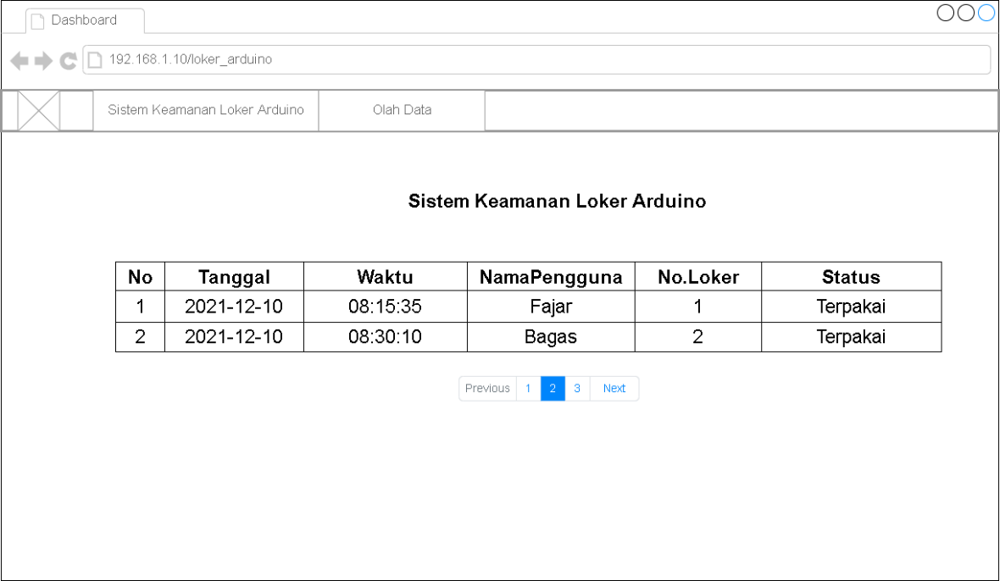 Dashboard
192.168.1.10/loker_arduino
Sistem Keamanan Loker Arduino Olah Data
Sistem Keamanan Loker Arduino
No Tanggal Waktu NamaPengguna No.Loker Status
1 2021-12-10 08:15:35 Fajar 1 Terpakai
2 2021-12-10 08:30:10 Bagas 2 Terpakai
Previous 1 2 3 Next